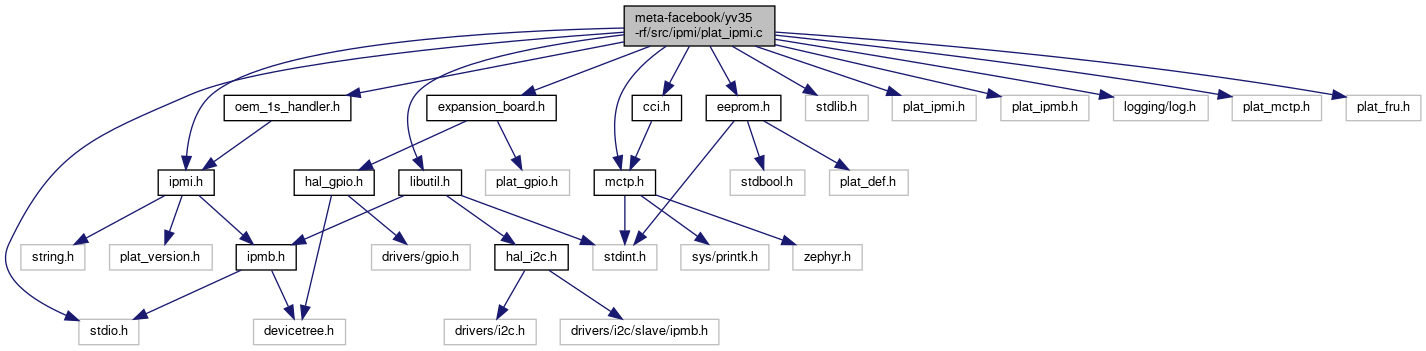 meta-facebook/yv35
-rf/src/ipmi/plat_ipmi.c
oem_1s_handler.h
expansion_board.h
cci.h
eeprom.h
stdlib.h
plat_ipmi.h
plat_ipmb.h
logging/log.h
plat_mctp.h
plat_fru.h
ipmi.h
hal_gpio.h
libutil.h
plat_gpio.h
mctp.h
stdbool.h
plat_def.h
string.h
plat_version.h
ipmb.h
drivers/gpio.h
hal_i2c.h
stdint.h
sys/printk.h
zephyr.h
stdio.h
devicetree.h
drivers/i2c.h
drivers/i2c/slave/ipmb.h